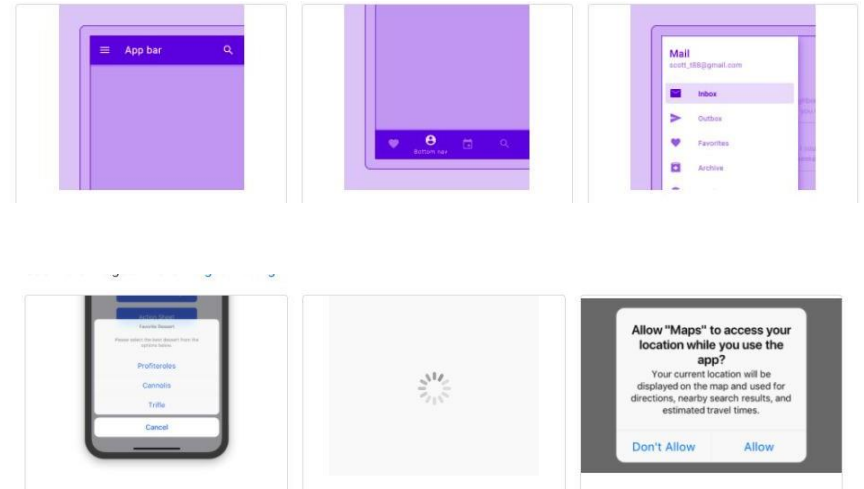 App bar
Bottom nav
Mail
scott_t88@gmail.com
Inbox
Outbox
Favorites
Archive
Action Sheet
Favorite Dessert
Please select the best dessert from the
options below.
Profiteroles
Cannolis
Trifle
Cancel
Allow "Maps" to access your
location while you use the
app?
Your current location will be
displayed on the map and used for
directions, nearby search results, and
estimated travel times.
Don't Allow
Allow